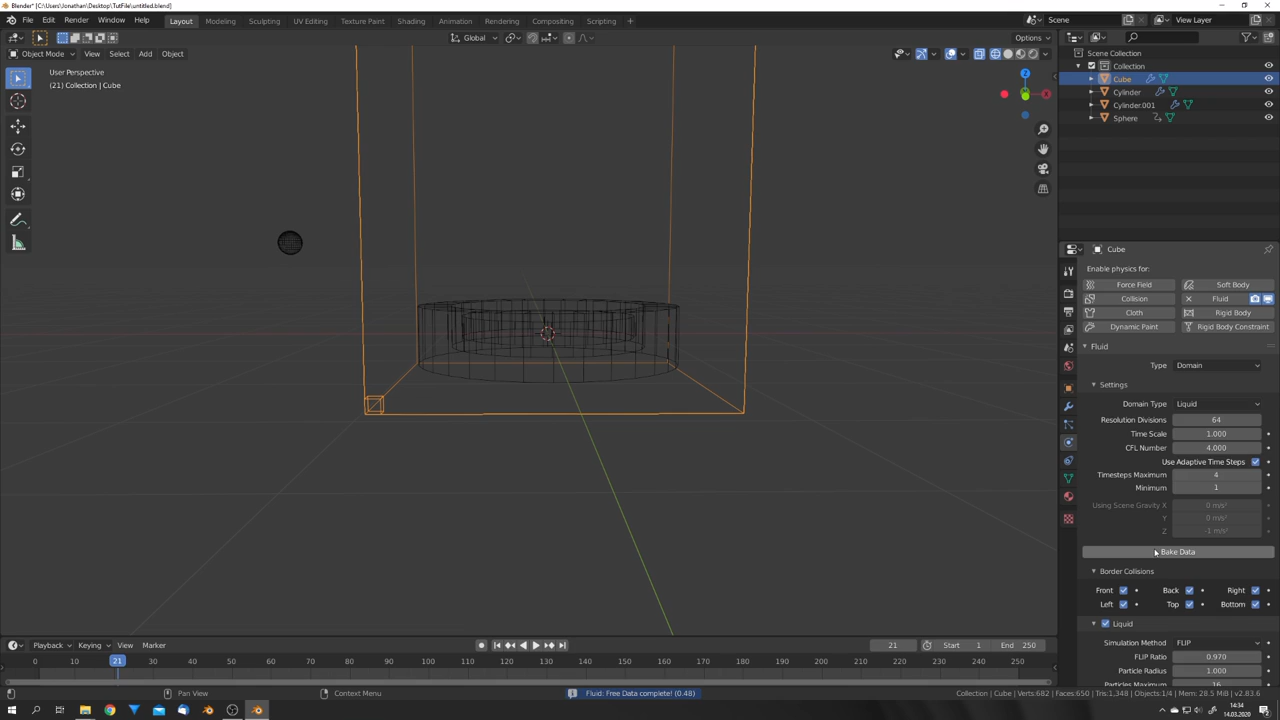 Blender* [C:\Users\Jonathan\Desktop\TutFile\untitled.blend]
File Edit Render Window Help Layout Modeling Sculpting UV Editing Texture Paint Shading Animation Rendering Compositing Scripting + Scene View Layer
Global Options
Object Mode View Select Add Object
Scene Collection
Collection
Cube
Cylinder
Cylinder.001
Sphere
User Perspective
(21) Collection | Cube
Z
X
Cube
Enable physics for:
Force Field Soft Body
Collision Fluid
Cloth Rigid Body
Dynamic Paint Rigid Body Constraint
Fluid
Type Domain
Settings
Domain Type Liquid
Resolution Divisions 64
Time Scale 1.000
CFL Number 4.000
Use Adaptive Time Steps
Timesteps Maximum 4
Minimum 1
Using Scene Gravity X 0 m/s²
Y 0 m/s²
Z -1 m/s²
Bake Data
Border Collisions
Front Back Right
Left Top Bottom
Liquid
Simulation Method FLIP
FLIP Ratio 0.970
Particle Radius 1.000
Particles Maximum 16
Playback Keying View Marker 21 Start 1 End 250
0 10 21 30 40 50 60 70 80 90 100 110 120 130 140 150 160 170 180 190 200 210 220 230 240 250
Pan View Context Menu Fluid: Free Data complete! (0.48) Collection | Cube | Verts:682 | Faces:650 | Tris:1,348 | Objects:1/4 | Mem: 28.5 MiB | v2.83.6
14:34
14.03.2020